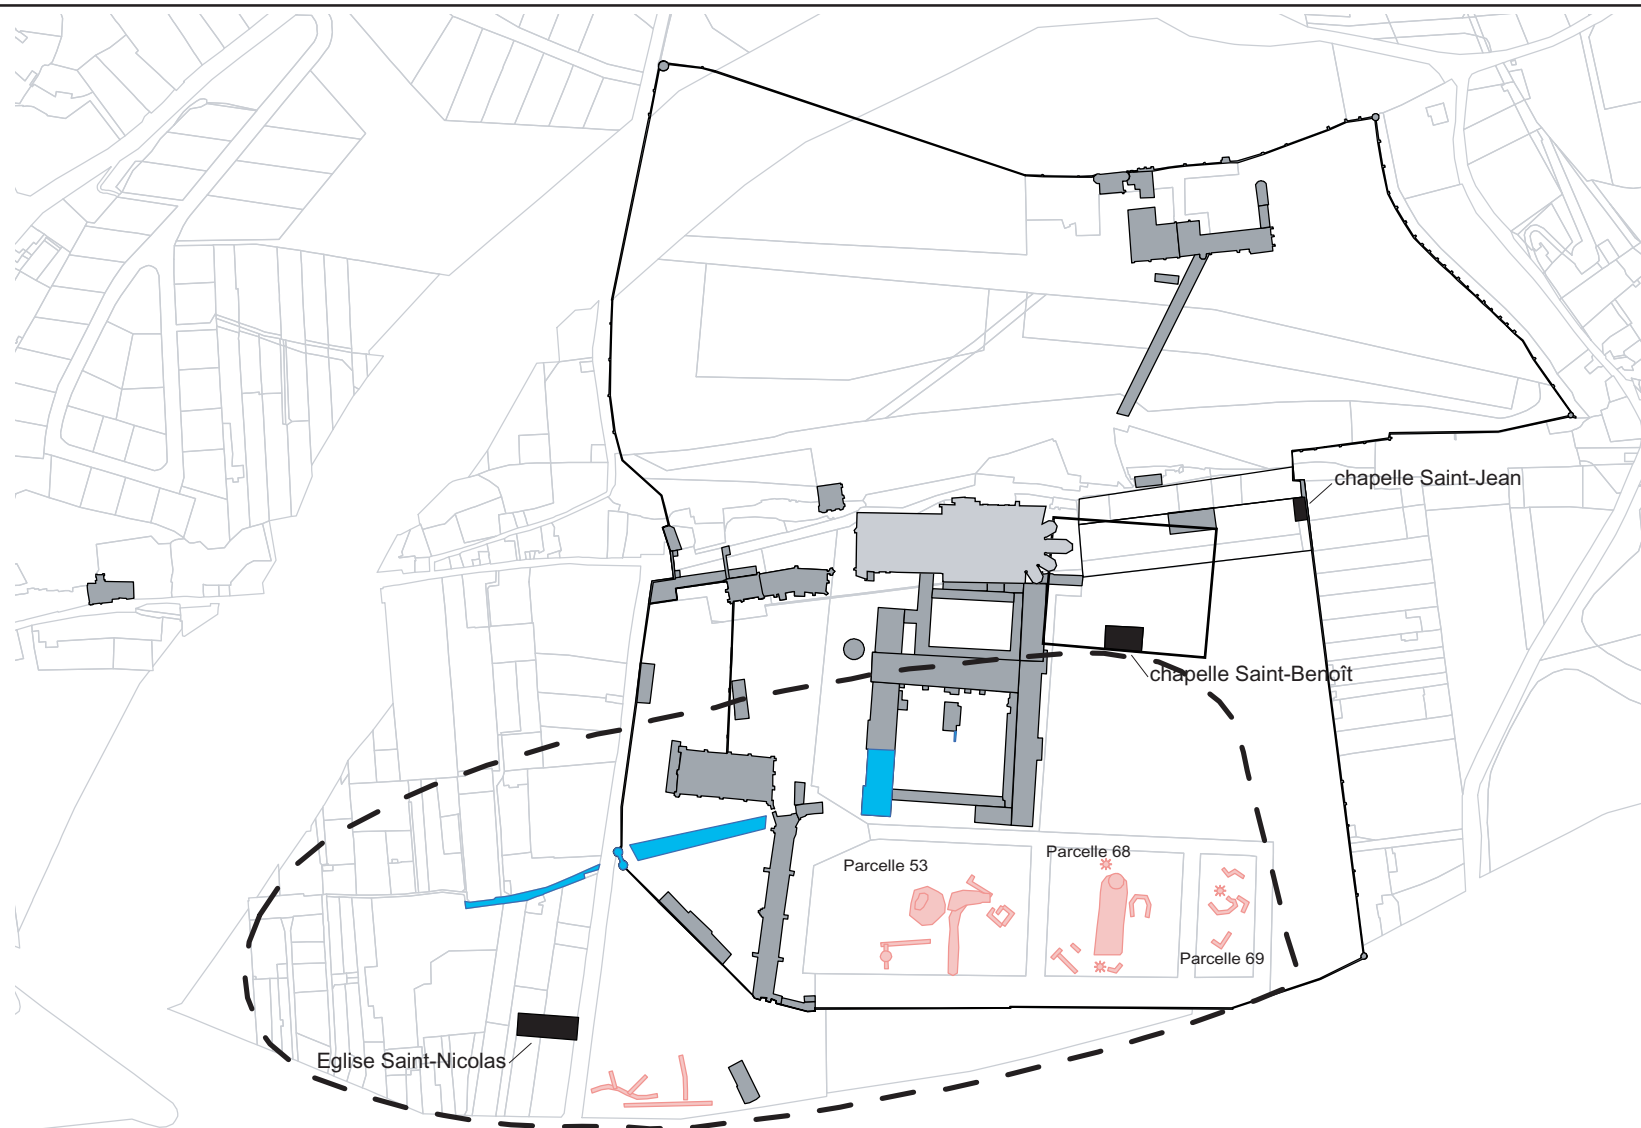 chapelle Saint-Jean
chapelle Saint-Benoît
Parcelle 53
Parcelle 68
Parcelle 69
Eglise Saint-Nicolas